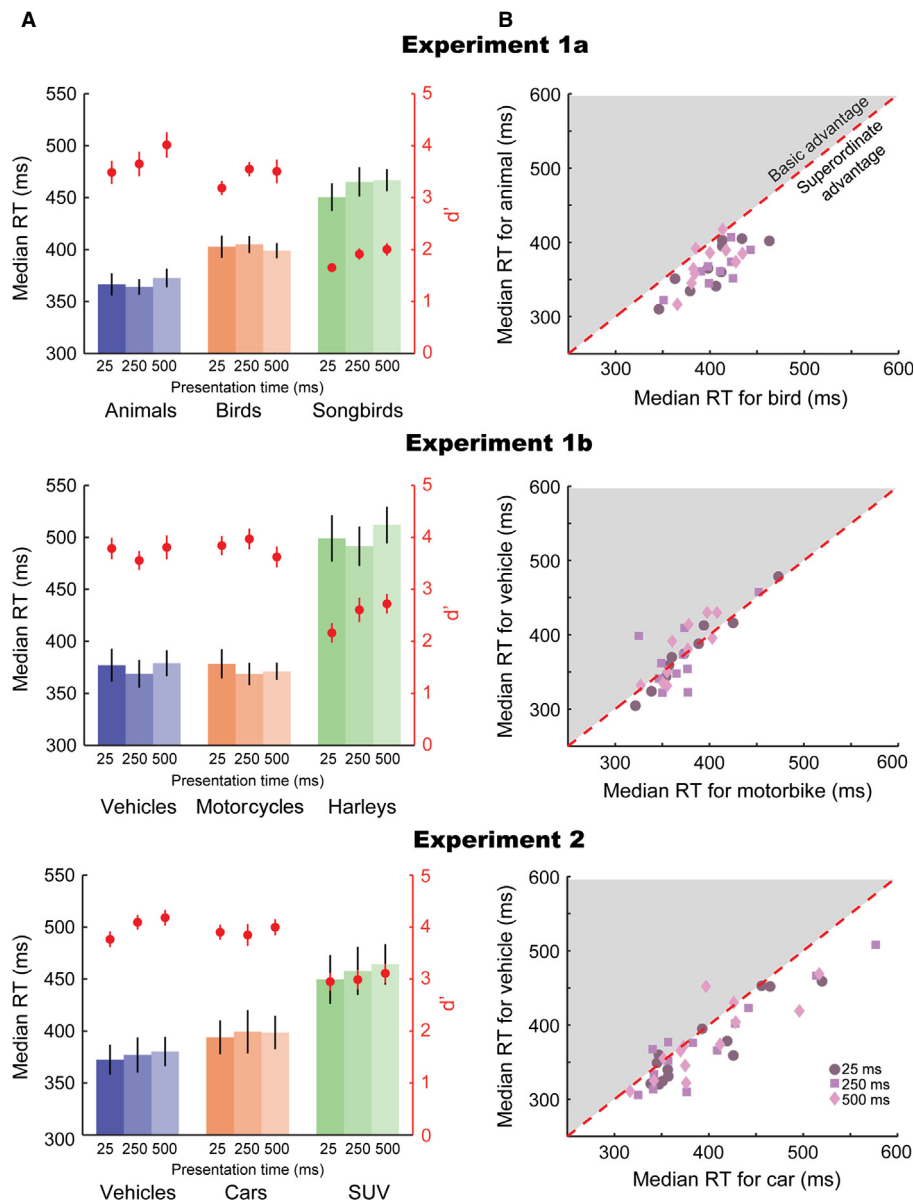 A
B
Experiment 1a
550
500
450
400
350
300
Median RT (ms)
5
4
3
2
1
0
d'
25 250 500 25 250 500 25 250 500
Presentation time (ms)
Animals Birds Songbirds
600
500
400
300
Median RT for animal (ms)
Basic advantage
Superordinate
advantage
300 400 500 600
Median RT for bird (ms)
Experiment 1b
550
500
450
400
350
300
Median RT (ms)
5
4
3
2
1
0
d'
25 250 500 25 250 500 25 250 500
Presentation time (ms)
Vehicles Motorcycles Harleys
600
500
400
300
Median RT for vehicle (ms)
300 400 500 600
Median RT for motorbike (ms)
Experiment 2
550
500
450
400
350
300
Median RT (ms)
5
4
3
2
1
0
d'
25 250 500 25 250 500 25 250 500
Presentation time (ms)
Vehicles Cars SUV
600
500
400
300
Median RT for vehicle (ms)
25 ms
250 ms
500 ms
300 400 500 600
Median RT for car (ms)